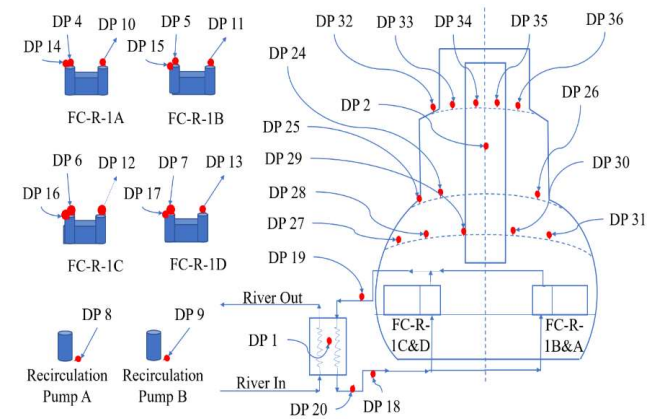 DP 4
DP 10
DP 14
FC-R-1A
DP 5
DP 11
DP 15
FC-R-1B
DP 6
DP 12
DP 16
FC-R-1C
DP 7
DP 13
DP 17
FC-R-1D
DP 8
Recirculation
Pump A
DP 9
Recirculation
Pump B
River Out
DP 1
River In
DP 20
DP 18
DP 19
DP 32
DP 33
DP 34
DP 35
DP 36
DP 24
DP 2
DP 26
DP 25
DP 29
DP 30
DP 28
DP 27
DP 31
FC-R-
1C&D
FC-R-
1B&A